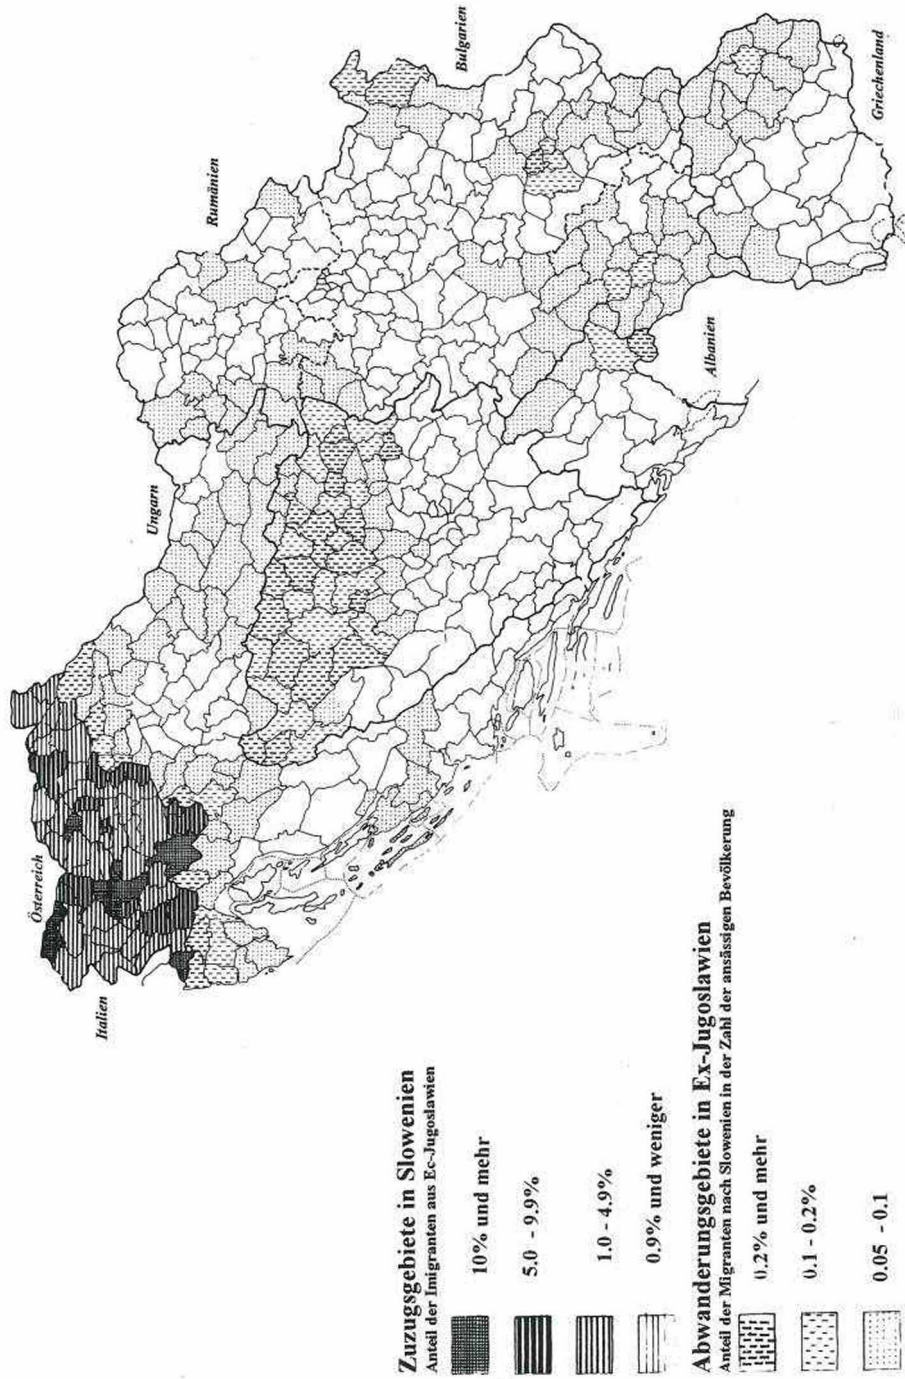 Italien
Österreich
Ungarn
Rumänien
Bulgarien
Albanien
Griechenland
Zuzugsgebiete in Slowenien
Anteil der Imigranten aus Ec-Jugoslawien
10% und mehr
5.0 - 9.9%
1.0 - 4.9%
0.9% und weniger
Abwanderungsgebiete in Ex-Jugoslawien
Anteil der Migranten nach Slowenien in der Zahl der ansässigen Bevölkerung
0.2% und mehr
0.1 - 0.2%
0.05 - 0.1